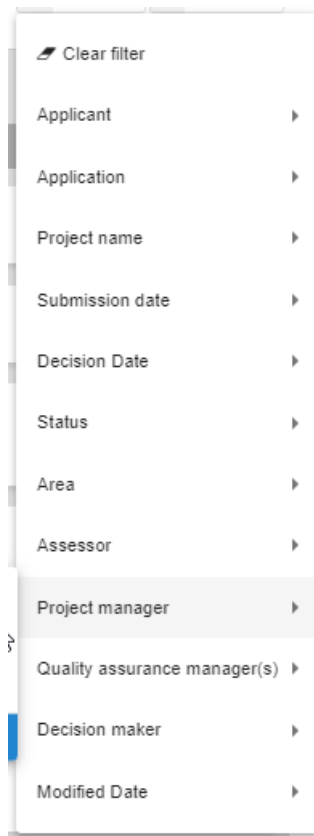 Clear filter
Applicant
Application
Project name
Submission date
Decision Date
Status
Area
Assessor
Project manager
Quality assurance manager(s)
Decision maker
Modified Date